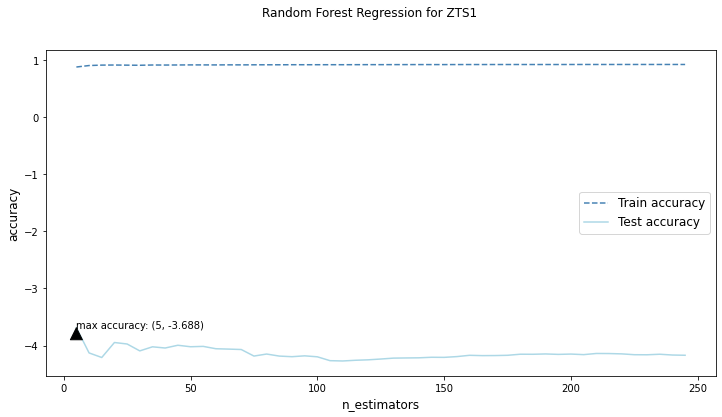 Random Forest Regression for ZTS1
1
0
−1
−2
−3
−4
accuracy
Train accuracy
Test accuracy
max accuracy: (5, -3.688)
0
50
100
150
200
250
n_estimators